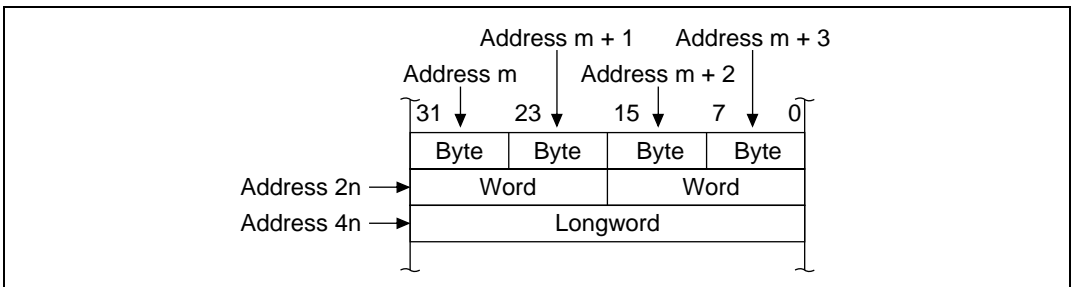 Address m + 1 Address m + 3
Address m Address m + 2
31 23 15 7 0
Byte Byte Byte Byte
Address 2n Word Word
Address 4n Longword